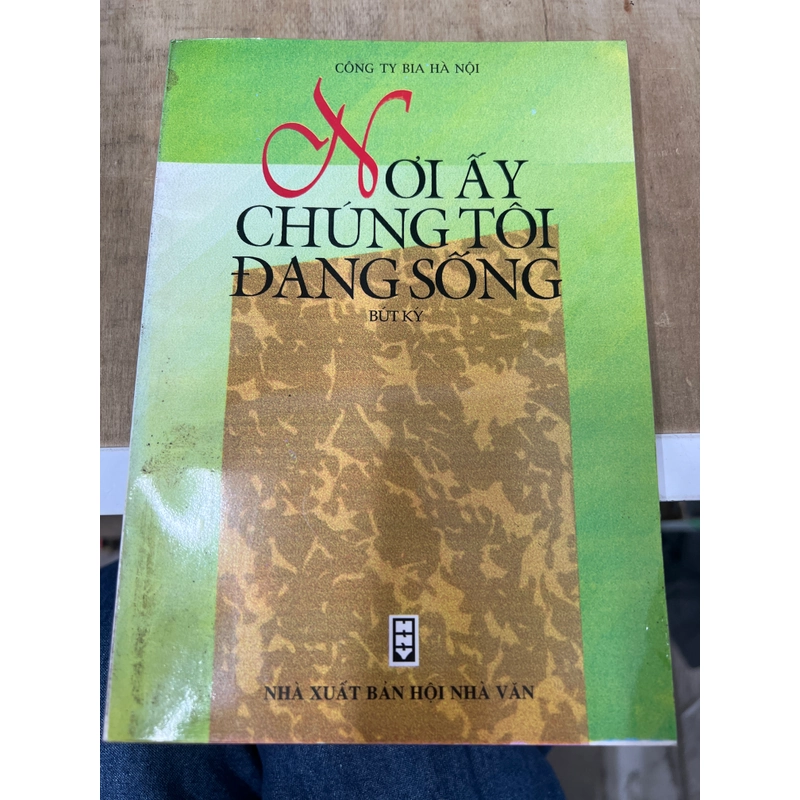 CÔNG TY BIA HÀ NỘI
NƠI ẤY
CHÚNG TÔI
ĐANG SỐNG
BÚT KÝ
NHÀ XUẤT BẢN HỘI NHÀ VĂN